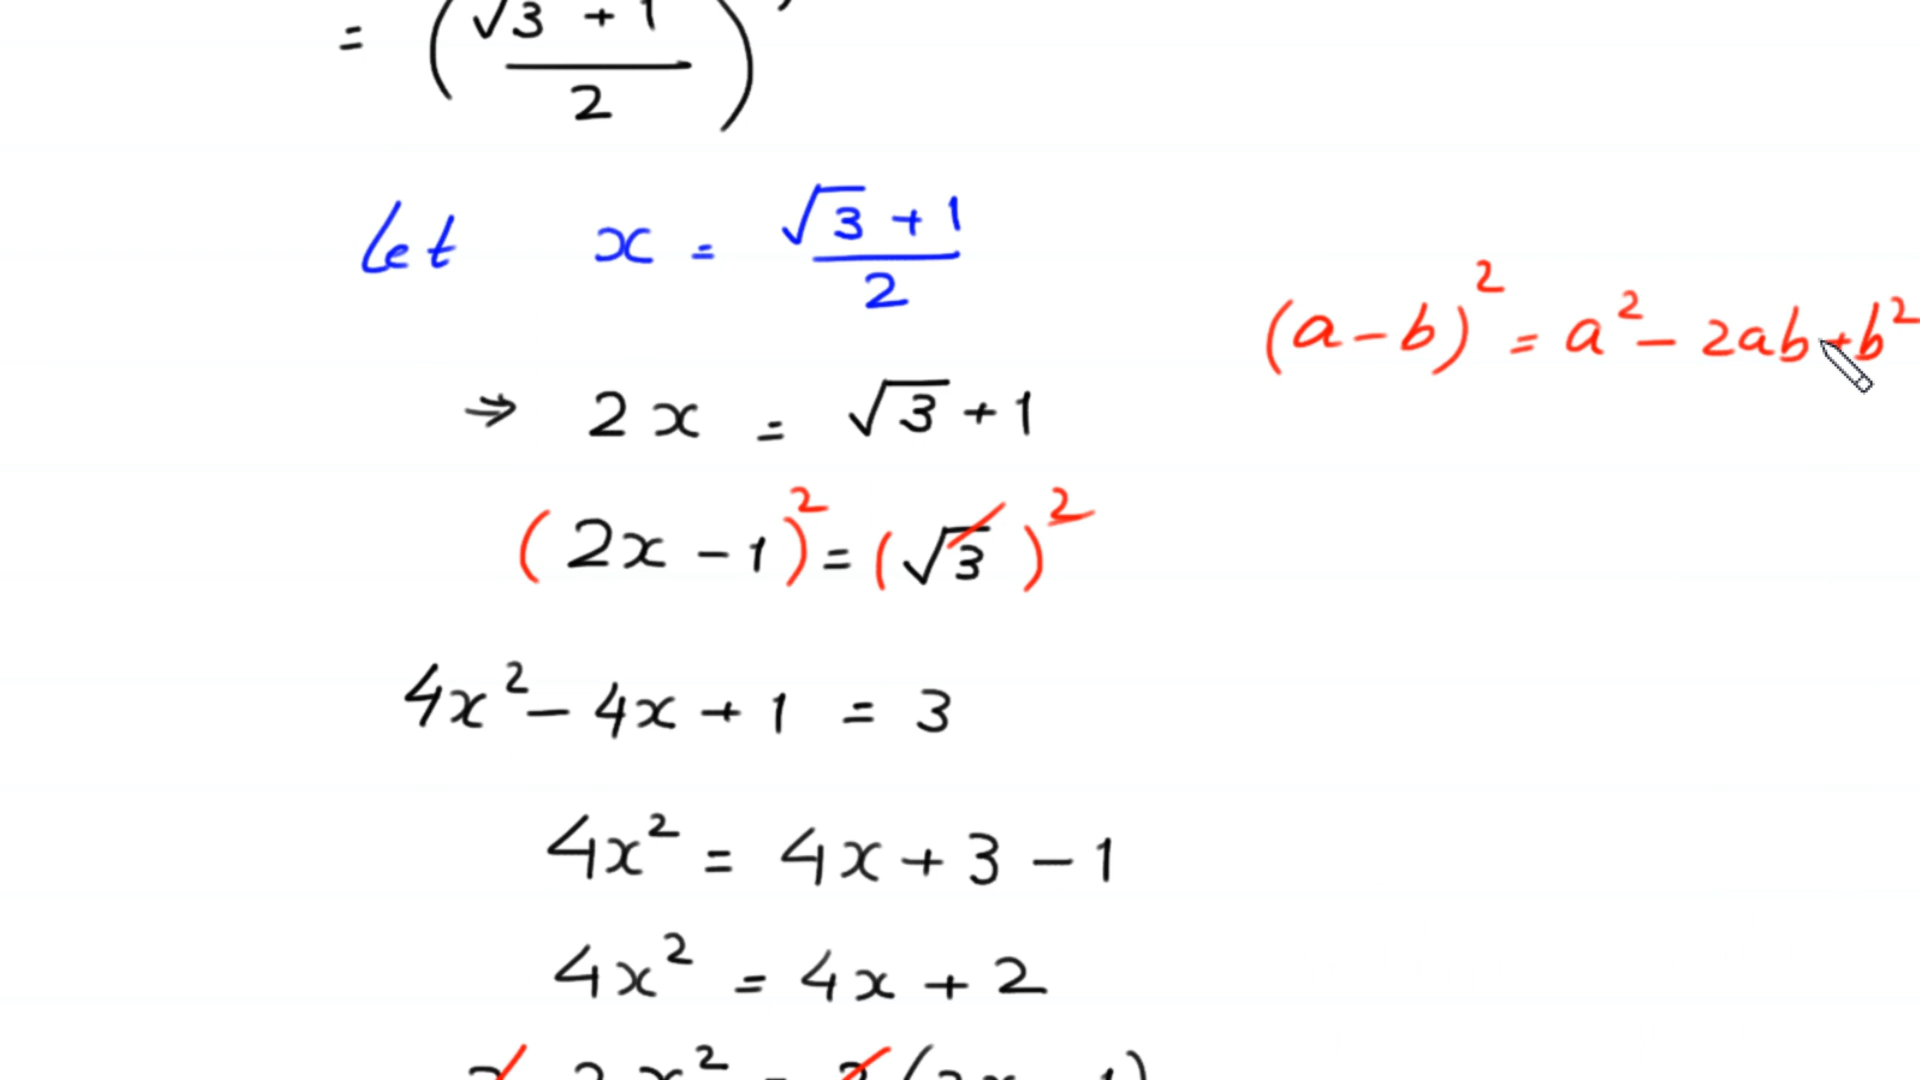 = (√3 + 1 / 2)
Let x = √3 + 1 / 2
(a - b)² = a² - 2ab + b²
⇒ 2x = √3 + 1
(2x - 1)² = (√3)²
4x² - 4x + 1 = 3
4x² = 4x + 3 - 1
4x² = 4x + 2